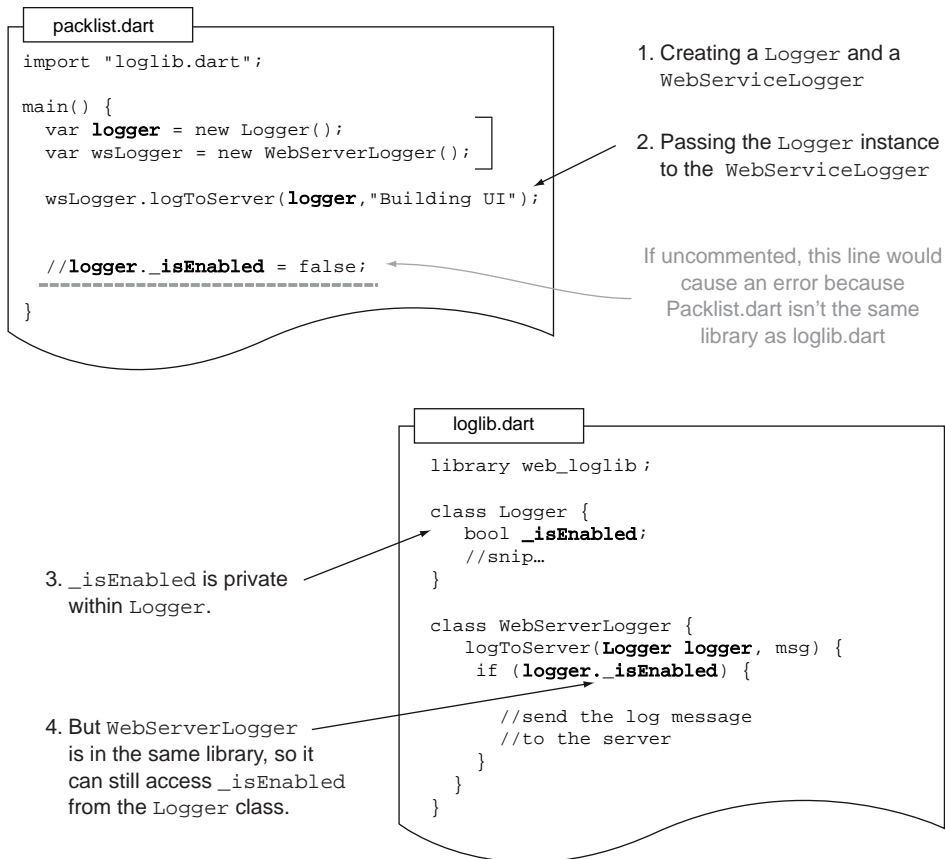 packlist.dart
import "loglib.dart";
main() {
var logger = new Logger();
var wsLogger = new WebServerLogger();
wsLogger.logToServer(logger,"Building UI");
//logger._isEnabled = false;
}
1. Creating a Logger and a
WebServiceLogger
2. Passing the Logger instance
to the WebServiceLogger
If uncommented, this line would
cause an error because
Packlist.dart isn't the same
library as loglib.dart
loglib.dart
library web_loglib ;
class Logger {
bool _isEnabled;
//snip…
}
class WebServerLogger {
logToServer(Logger logger, msg) {
if (logger._isEnabled) {
//send the log message
//to the server
}
}
}
3. _isEnabled is private
within Logger.
4. But WebServerLogger
is in the same library, so it
can still access _isEnabled
from the Logger class.